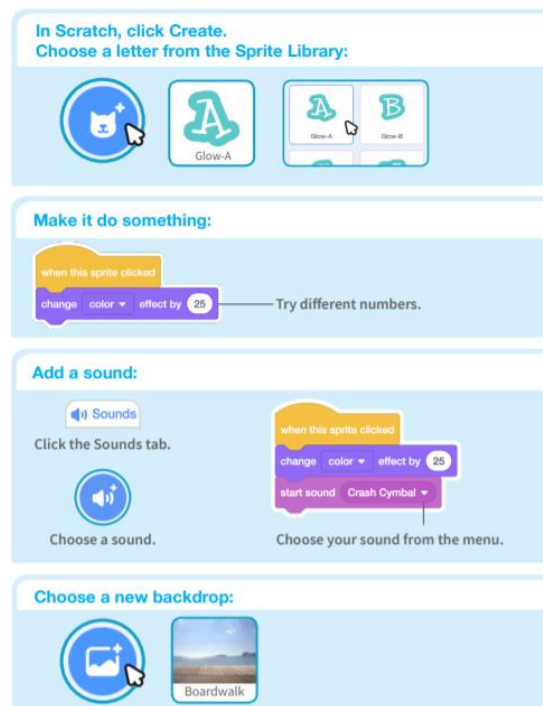 In Scratch, click Create.
Choose a letter from the Sprite Library:
A
Glow-A
A
Glow-A
B
Glow-B
Make it do something:
when this sprite clicked
change color effect by 25
Try different numbers.
Add a sound:
Sounds
Click the Sounds tab.
Choose a sound.
when this sprite clicked
change color effect by 25
start sound Crash Cymbal
Choose your sound from the menu.
Choose a new backdrop:
Boardwalk